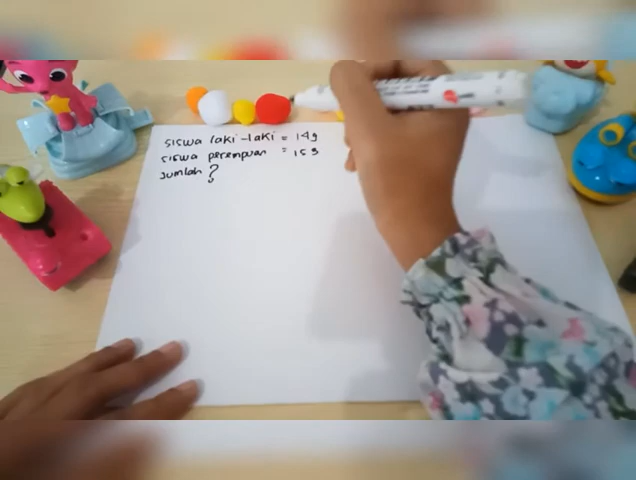 siswa laki-laki = 149
siswa perempuan = 153
Jumlah ?